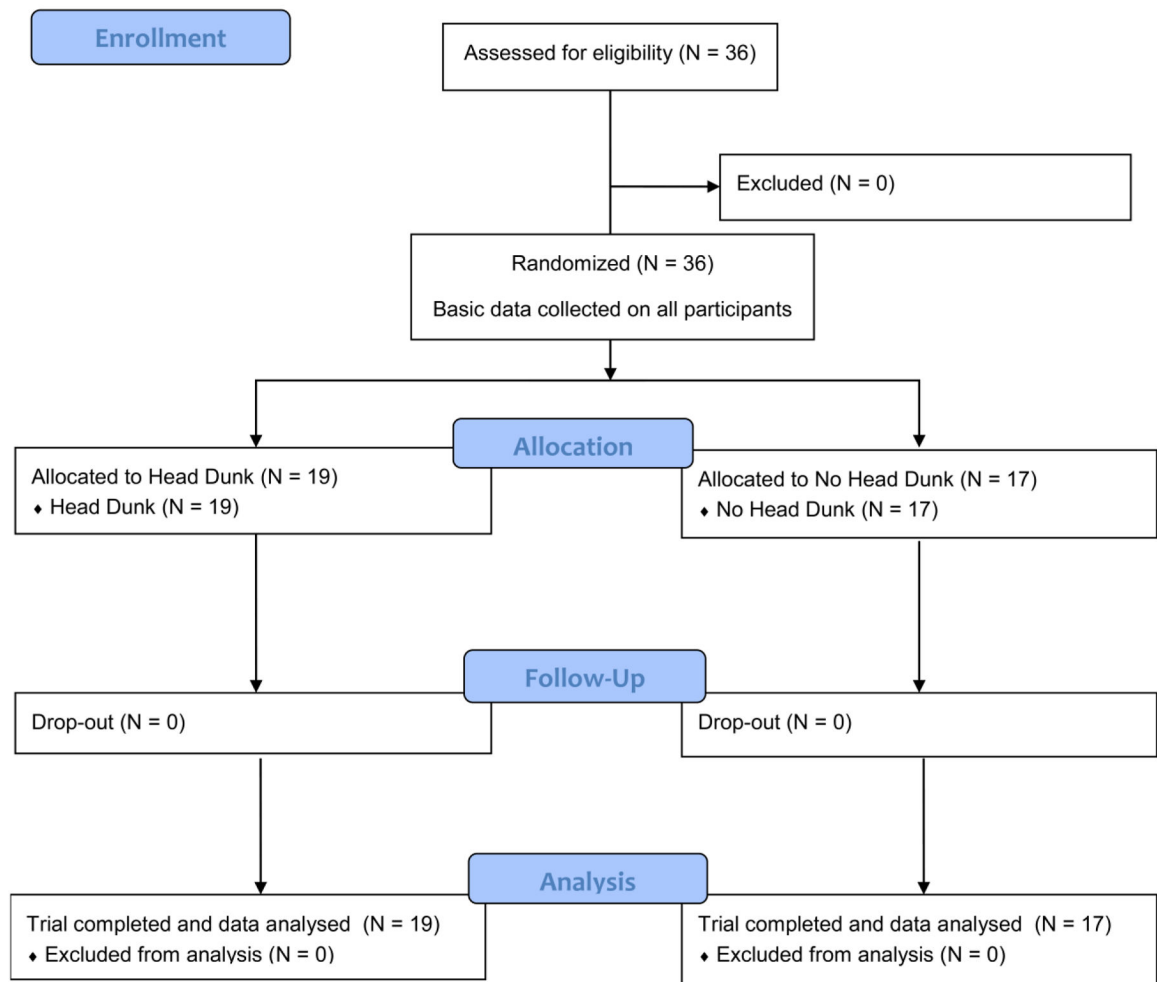 Enrollment
Assessed for eligibility (N = 36)
Excluded (N = 0)
Randomized (N = 36)
Basic data collected on all participants
Allocation
Allocated to Head Dunk (N = 19)
♦ Head Dunk (N = 19)
Allocated to No Head Dunk (N = 17)
♦ No Head Dunk (N = 17)
Follow-Up
Drop-out (N = 0)
Drop-out (N = 0)
Analysis
Trial completed and data analysed (N = 19)
♦ Excluded from analysis (N = 0)
Trial completed and data analysed (N = 17)
♦ Excluded from analysis (N = 0)